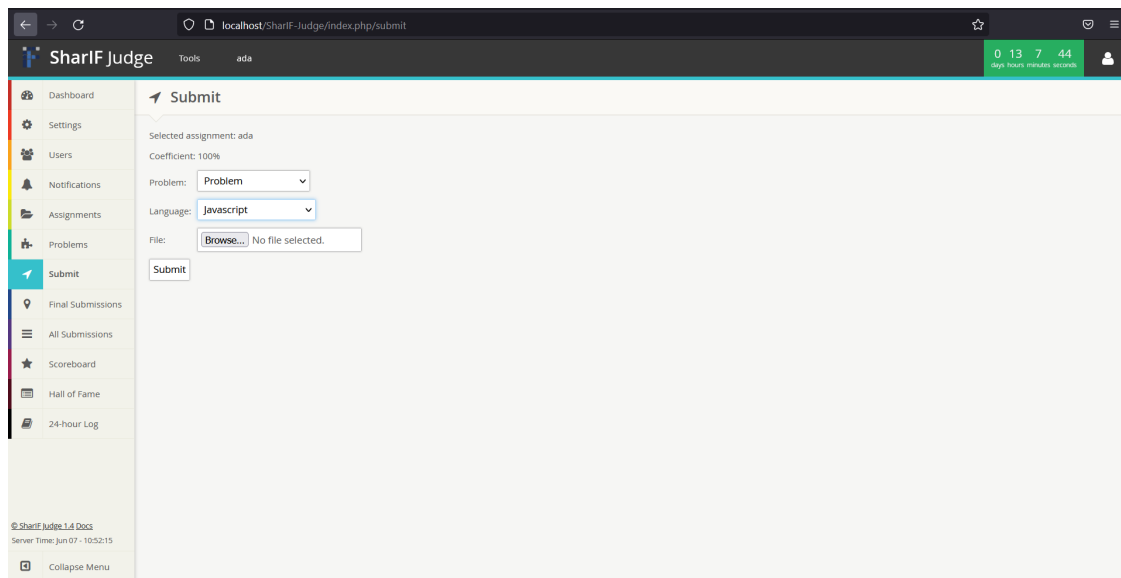 localhost/SharIF-Judge/index.php/submit
SharIF Judge
Tools
ada
0 13 7 44
days hours minutes seconds
Dashboard
Settings
Users
Notifications
Assignments
Problems
Submit
Final Submissions
All Submissions
Scoreboard
Hall of Fame
24-hour Log
© SharIF Judge 1.4 Docs
Server Time: Jun 07 - 10:52:15
Collapse Menu
Submit
Selected assignment: ada
Coefficient: 100%
Problem: Problem
Language: Javascript
File: Browse... No file selected.
Submit